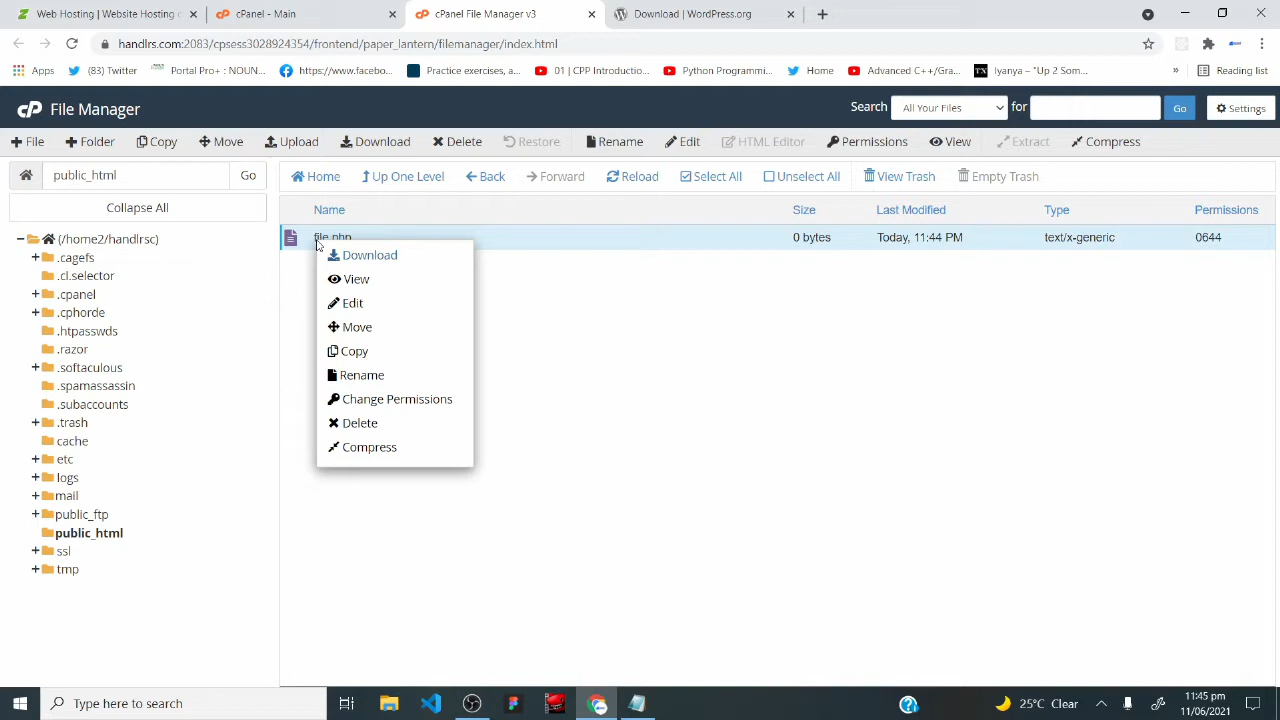 Web Hosting | Website Hosting
cPanel - Main
cPanel File Manager v3
Download | WordPress.org
handlrs.com:2083/cpsess3028924354/frontend/paper_lantern/filemanager/index.html
Apps
(83) Twitter
Portal Pro+ : NOUN...
https://www.facebo...
Practice exercises, a...
01 | CPP Introductio...
Python Programmi...
Home
Advanced C++/Gra...
Iyanya – "Up 2 Som...
»
Reading list
cP File Manager
Search
All Your Files
for
Go
Settings
File
Folder
Copy
Move
Upload
Download
Delete
Restore
Rename
Edit
HTML Editor
Permissions
View
Extract
Compress
public_html
Go
Home
Up One Level
Back
Forward
Reload
Select All
Unselect All
View Trash
Empty Trash
Collapse All
Name
Size
Last Modified
Type
Permissions
file.php
0 bytes
Today, 11:44 PM
text/x-generic
0644
(/home2/handlrsc)
.cagefs
.cl.selector
.cpanel
.cphorde
.htpasswds
.razor
.softaculous
.spamassassin
.subaccounts
.trash
cache
etc
logs
mail
public_ftp
public_html
ssl
tmp
Download
View
Edit
Move
Copy
Rename
Change Permissions
Delete
Compress
Type here to search
25°C Clear
11:45 pm
11/06/2021